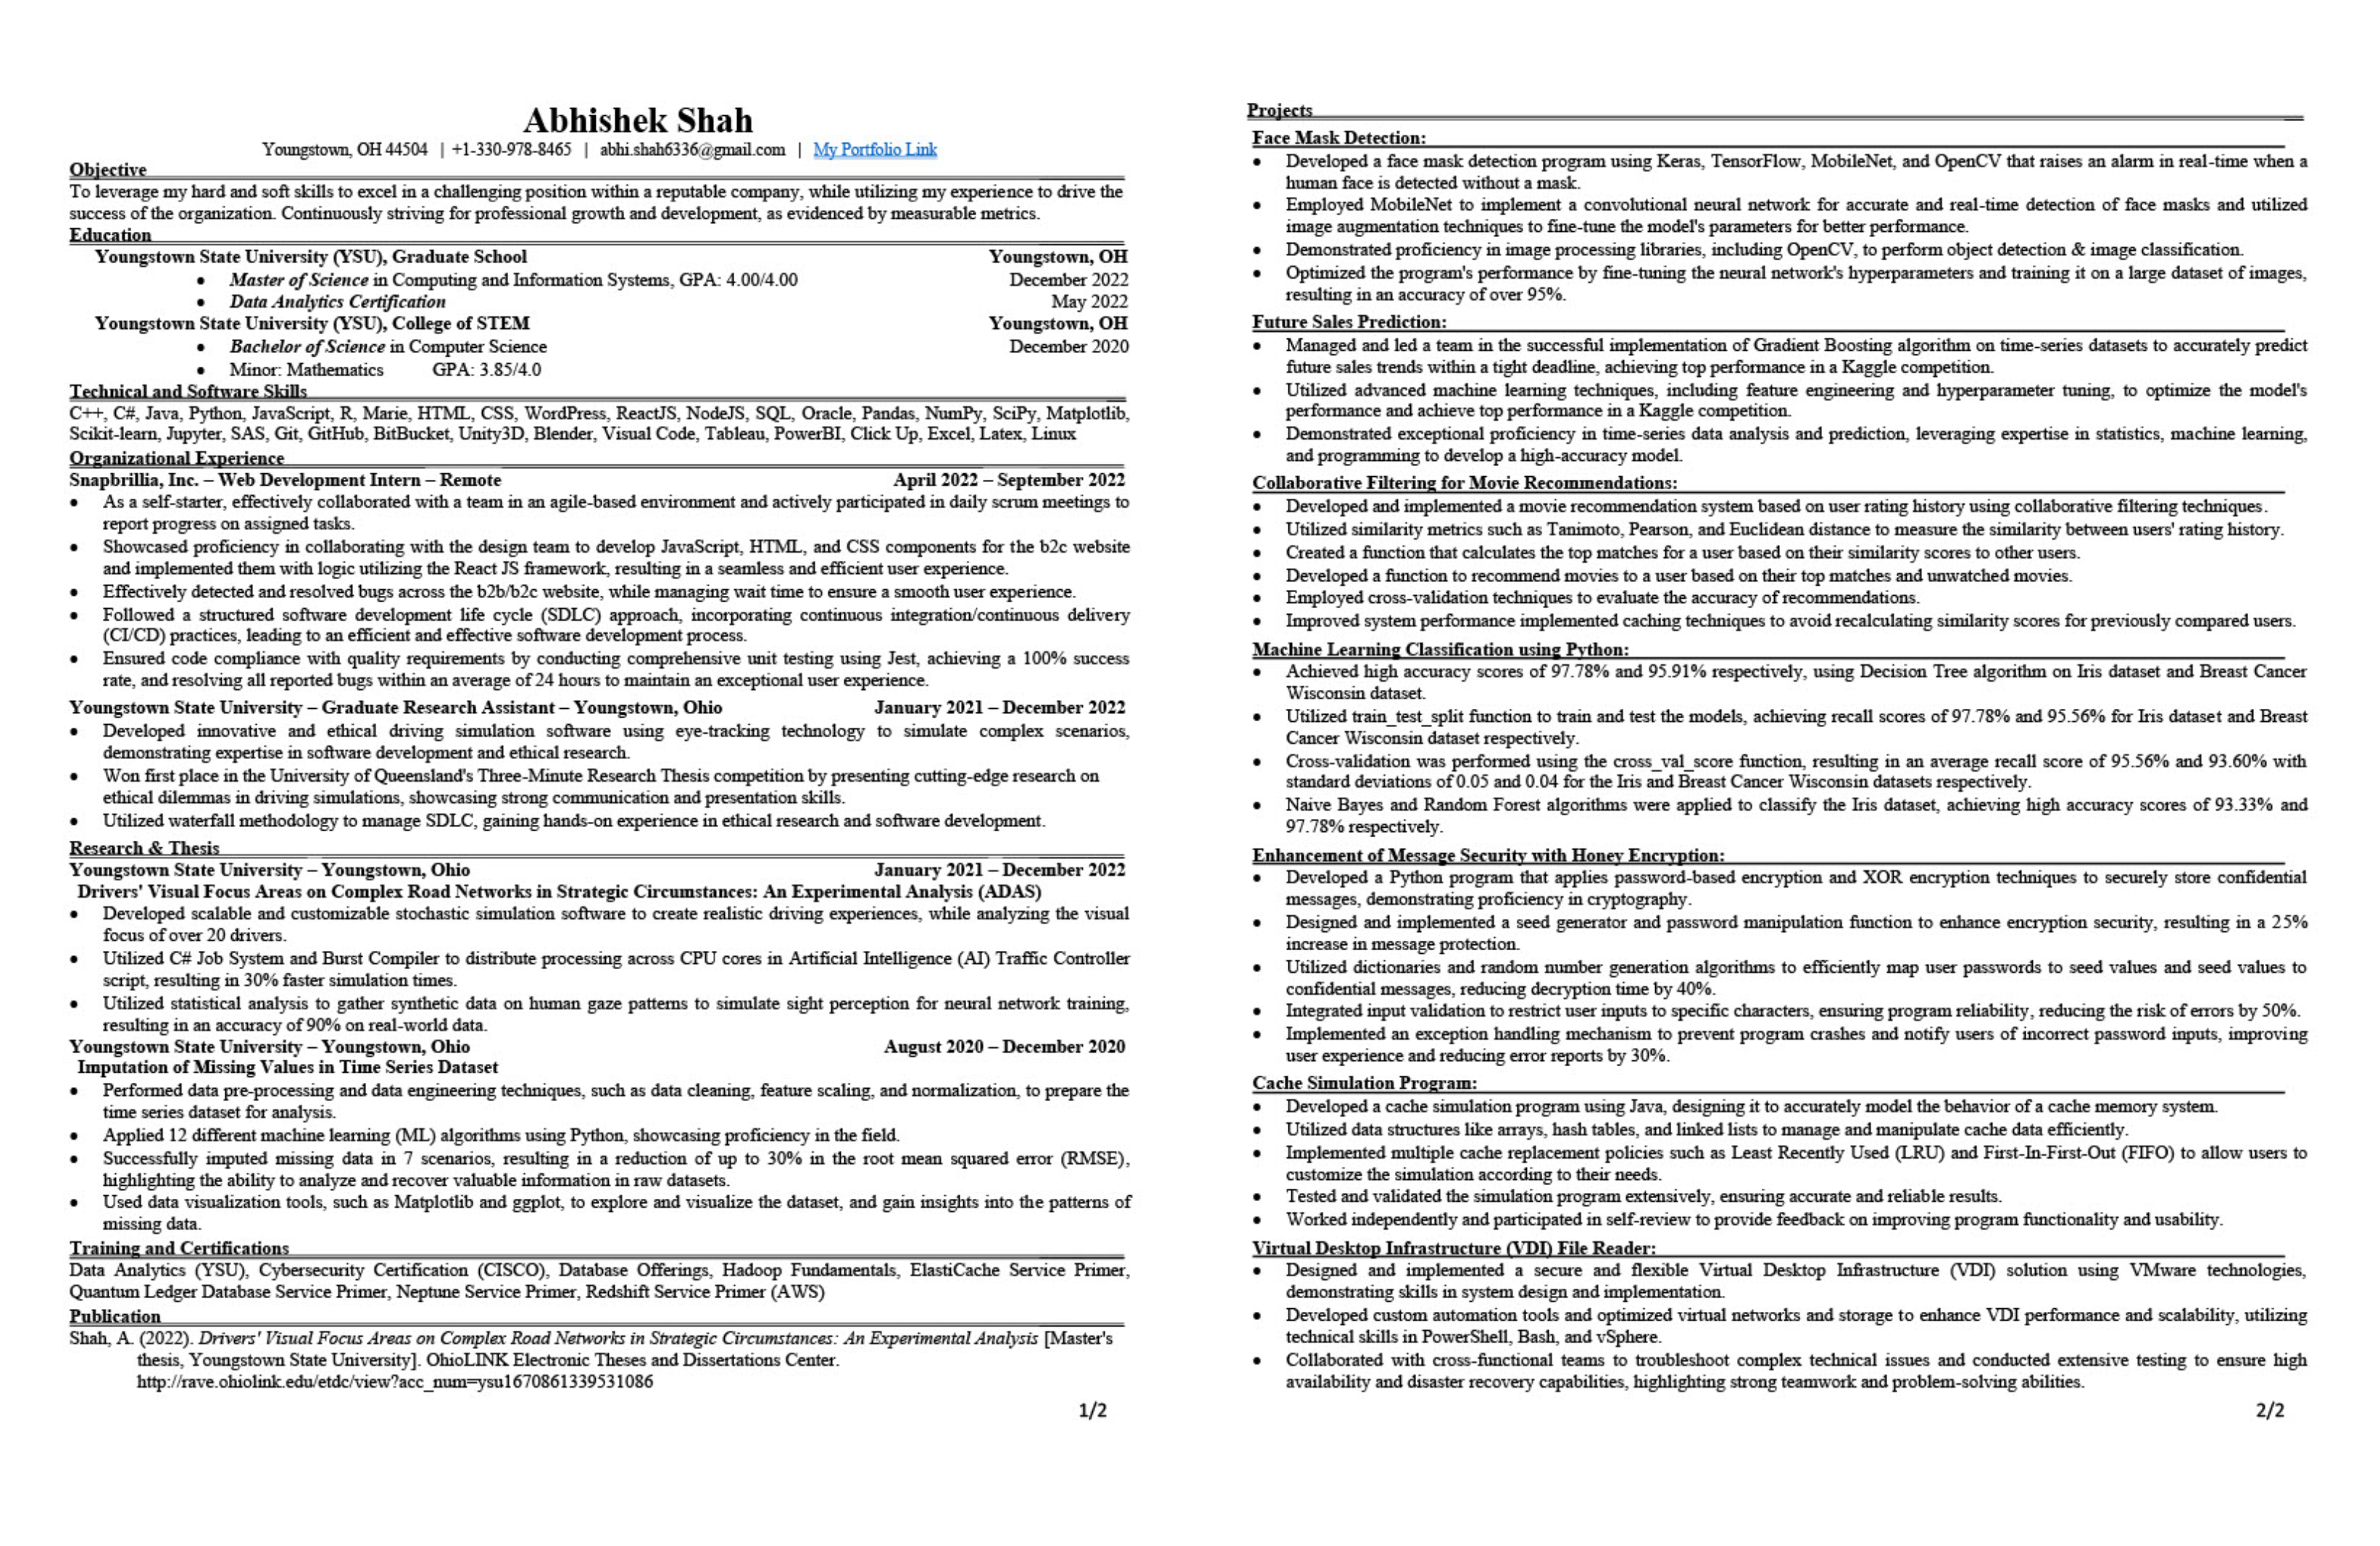 Abhishek Shah
Youngstown, OH 44504 | +1-330-978-8465 | abhi.shah6336@gmail.com | My Portfolio Link
Objective
To leverage my hard and soft skills to excel in a challenging position within a reputable company, while utilizing my experience to drive the
success of the organization. Continuously striving for professional growth and development, as evidenced by measurable metrics.
Education
Youngstown State University (YSU), Graduate School Youngstown, OH
• Master of Science in Computing and Information Systems, GPA: 4.00/4.00 December 2022
• Data Analytics Certification May 2022
Youngstown State University (YSU), College of STEM Youngstown, OH
• Bachelor of Science in Computer Science December 2020
• Minor: Mathematics GPA: 3.85/4.0
Technical and Software Skills
C++, C#, Java, Python, JavaScript, R, Marie, HTML, CSS, WordPress, ReactJS, NodeJS, SQL, Oracle, Pandas, NumPy, SciPy, Matplotlib,
Scikit-learn, Jupyter, SAS, Git, GitHub, BitBucket, Unity3D, Blender, Visual Code, Tableau, PowerBI, Click Up, Excel, Latex, Linux
Organizational Experience
Snapbrillia, Inc. – Web Development Intern – Remote April 2022 – September 2022
• As a self-starter, effectively collaborated with a team in an agile-based environment and actively participated in daily scrum meetings to
report progress on assigned tasks.
• Showcased proficiency in collaborating with the design team to develop JavaScript, HTML, and CSS components for the b2c website
and implemented them with logic utilizing the React JS framework, resulting in a seamless and efficient user experience.
• Effectively detected and resolved bugs across the b2b/b2c website, while managing wait time to ensure a smooth user experience.
• Followed a structured software development life cycle (SDLC) approach, incorporating continuous integration/continuous delivery
(CI/CD) practices, leading to an efficient and effective software development process.
• Ensured code compliance with quality requirements by conducting comprehensive unit testing using Jest, achieving a 100% success
rate, and resolving all reported bugs within an average of 24 hours to maintain an exceptional user experience.
Youngstown State University – Graduate Research Assistant – Youngstown, Ohio January 2021 – December 2022
• Developed innovative and ethical driving simulation software using eye-tracking technology to simulate complex scenarios,
demonstrating expertise in software development and ethical research.
• Won first place in the University of Queensland's Three-Minute Research Thesis competition by presenting cutting-edge research on
ethical dilemmas in driving simulations, showcasing strong communication and presentation skills.
• Utilized waterfall methodology to manage SDLC, gaining hands-on experience in ethical research and software development.
Research & Thesis
Youngstown State University – Youngstown, Ohio January 2021 – December 2022
Drivers' Visual Focus Areas on Complex Road Networks in Strategic Circumstances: An Experimental Analysis (ADAS)
• Developed scalable and customizable stochastic simulation software to create realistic driving experiences, while analyzing the visual
focus of over 20 drivers.
• Utilized C# Job System and Burst Compiler to distribute processing across CPU cores in Artificial Intelligence (AI) Traffic Controller
script, resulting in 30% faster simulation times.
• Utilized statistical analysis to gather synthetic data on human gaze patterns to simulate sight perception for neural network training,
resulting in an accuracy of 90% on real-world data.
Youngstown State University – Youngstown, Ohio August 2020 – December 2020
Imputation of Missing Values in Time Series Dataset
• Performed data pre-processing and data engineering techniques, such as data cleaning, feature scaling, and normalization, to prepare the
time series dataset for analysis.
• Applied 12 different machine learning (ML) algorithms using Python, showcasing proficiency in the field.
• Successfully imputed missing data in 7 scenarios, resulting in a reduction of up to 30% in the root mean squared error (RMSE),
highlighting the ability to analyze and recover valuable information in raw datasets.
• Used data visualization tools, such as Matplotlib and ggplot, to explore and visualize the dataset, and gain insights into the patterns of
missing data.
Training and Certifications
Data Analytics (YSU), Cybersecurity Certification (CISCO), Database Offerings, Hadoop Fundamentals, ElastiCache Service Primer,
Quantum Ledger Database Service Primer, Neptune Service Primer, Redshift Service Primer (AWS)
Publication
Shah, A. (2022). Drivers' Visual Focus Areas on Complex Road Networks in Strategic Circumstances: An Experimental Analysis [Master's
thesis, Youngstown State University]. OhioLINK Electronic Theses and Dissertations Center.
http://rave.ohiolink.edu/etdc/view?acc_num=ysu1670861339531086
1/2
Projects
Face Mask Detection:
• Developed a face mask detection program using Keras, TensorFlow, MobileNet, and OpenCV that raises an alarm in real-time when a
human face is detected without a mask.
• Employed MobileNet to implement a convolutional neural network for accurate and real-time detection of face masks and utilized
image augmentation techniques to fine-tune the model's parameters for better performance.
• Demonstrated proficiency in image processing libraries, including OpenCV, to perform object detection & image classification.
• Optimized the program's performance by fine-tuning the neural network's hyperparameters and training it on a large dataset of images,
resulting in an accuracy of over 95%.
Future Sales Prediction:
• Managed and led a team in the successful implementation of Gradient Boosting algorithm on time-series datasets to accurately predict
future sales trends within a tight deadline, achieving top performance in a Kaggle competition.
• Utilized advanced machine learning techniques, including feature engineering and hyperparameter tuning, to optimize the model's
performance and achieve top performance in a Kaggle competition.
• Demonstrated exceptional proficiency in time-series data analysis and prediction, leveraging expertise in statistics, machine learning,
and programming to develop a high-accuracy model.
Collaborative Filtering for Movie Recommendations:
• Developed and implemented a movie recommendation system based on user rating history using collaborative filtering techniques.
• Utilized similarity metrics such as Tanimoto, Pearson, and Euclidean distance to measure the similarity between users' rating history.
• Created a function that calculates the top matches for a user based on their similarity scores to other users.
• Developed a function to recommend movies to a user based on their top matches and unwatched movies.
• Employed cross-validation techniques to evaluate the accuracy of recommendations.
• Improved system performance implemented caching techniques to avoid recalculating similarity scores for previously compared users.
Machine Learning Classification using Python:
• Achieved high accuracy scores of 97.78% and 95.91% respectively, using Decision Tree algorithm on Iris dataset and Breast Cancer
Wisconsin dataset.
• Utilized train_test_split function to train and test the models, achieving recall scores of 97.78% and 95.56% for Iris dataset and Breast
Cancer Wisconsin dataset respectively.
• Cross-validation was performed using the cross_val_score function, resulting in an average recall score of 95.56% and 93.60% with
standard deviations of 0.05 and 0.04 for the Iris and Breast Cancer Wisconsin datasets respectively.
• Naive Bayes and Random Forest algorithms were applied to classify the Iris dataset, achieving high accuracy scores of 93.33% and
97.78% respectively.
Enhancement of Message Security with Honey Encryption:
• Developed a Python program that applies password-based encryption and XOR encryption techniques to securely store confidential
messages, demonstrating proficiency in cryptography.
• Designed and implemented a seed generator and password manipulation function to enhance encryption security, resulting in a 25%
increase in message protection.
• Utilized dictionaries and random number generation algorithms to efficiently map user passwords to seed values and seed values to
confidential messages, reducing decryption time by 40%.
• Integrated input validation to restrict user inputs to specific characters, ensuring program reliability, reducing the risk of errors by 50%.
• Implemented an exception handling mechanism to prevent program crashes and notify users of incorrect password inputs, improving
user experience and reducing error reports by 30%.
Cache Simulation Program:
• Developed a cache simulation program using Java, designing it to accurately model the behavior of a cache memory system.
• Utilized data structures like arrays, hash tables, and linked lists to manage and manipulate cache data efficiently.
• Implemented multiple cache replacement policies such as Least Recently Used (LRU) and First-In-First-Out (FIFO) to allow users to
customize the simulation according to their needs.
• Tested and validated the simulation program extensively, ensuring accurate and reliable results.
• Worked independently and participated in self-review to provide feedback on improving program functionality and usability.
Virtual Desktop Infrastructure (VDI) File Reader:
• Designed and implemented a secure and flexible Virtual Desktop Infrastructure (VDI) solution using VMware technologies,
demonstrating skills in system design and implementation.
• Developed custom automation tools and optimized virtual networks and storage to enhance VDI performance and scalability, utilizing
technical skills in PowerShell, Bash, and vSphere.
• Collaborated with cross-functional teams to troubleshoot complex technical issues and conducted extensive testing to ensure high
availability and disaster recovery capabilities, highlighting strong teamwork and problem-solving abilities.
2/2